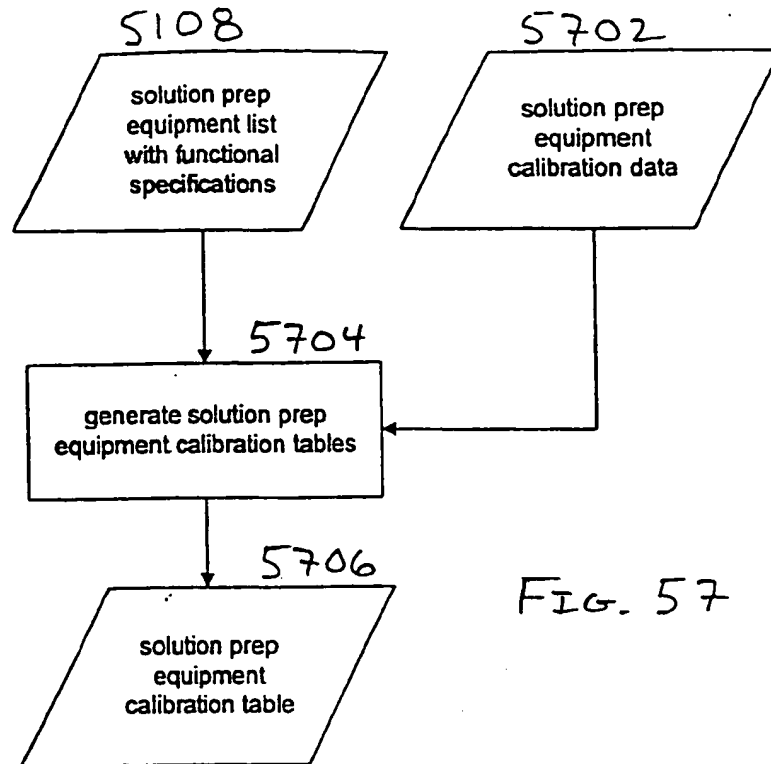 5108
solution prep
equipment list
with functional
specifications
5702
solution prep
equipment
calibration data
5704
generate solution prep
equipment calibration tables
5706
solution prep
equipment
calibration table
FIG. 57